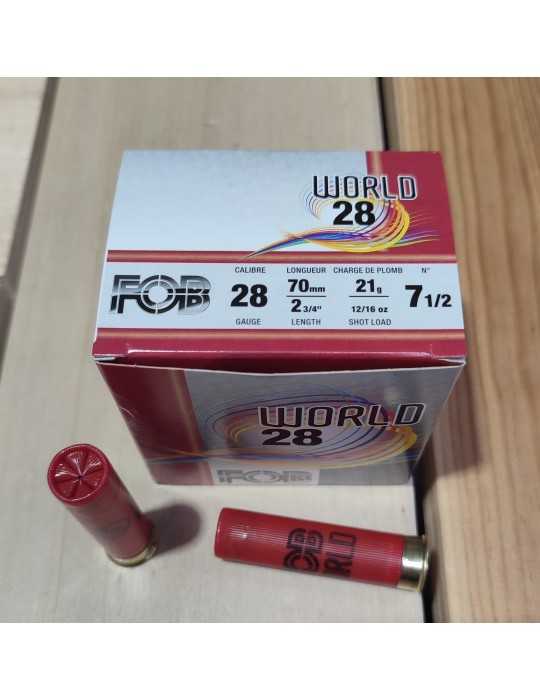 WORLD
28
FOB
CALIBRE
28
GAUGE
LONGUEUR
70mm
2 3/4"
LENGTH
CHARGE DE PLOMB
21g
12/16 oz
SHOT LOAD
N°
7 1/2
WORLD
28
FOB
FOB
RLD